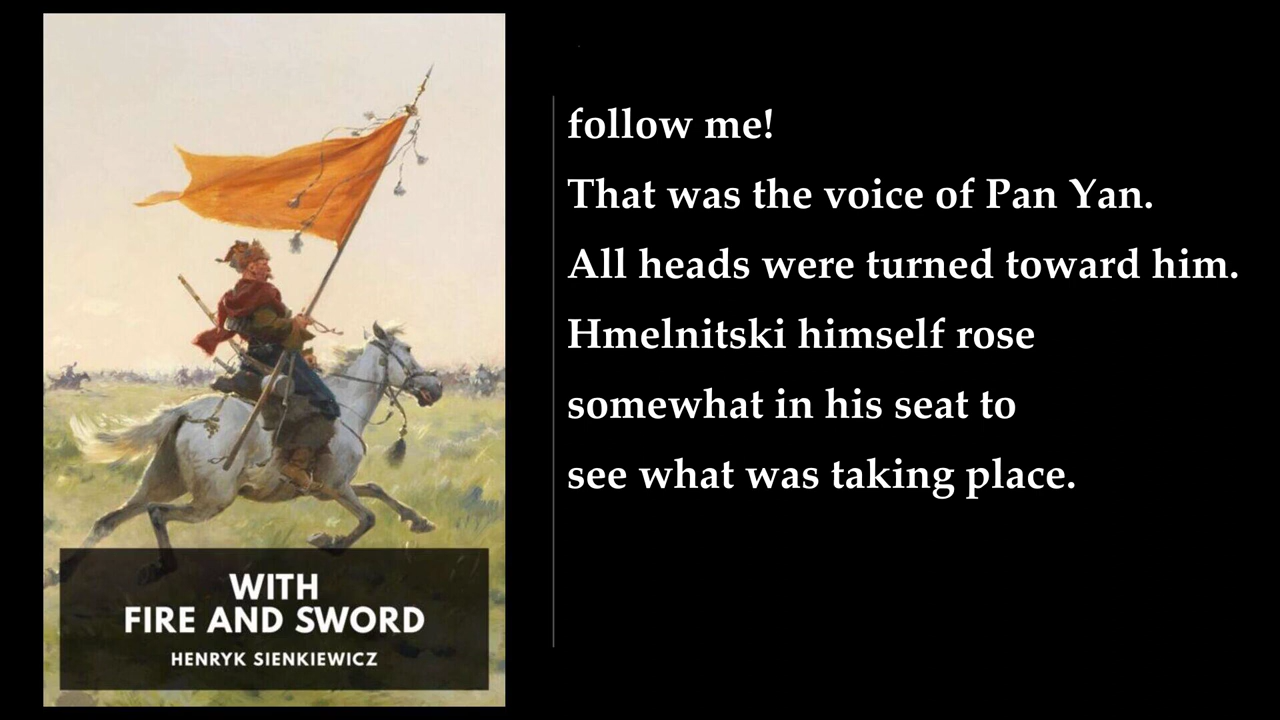 WITH
FIRE AND SWORD
HENRYK SIENKIEWICZ
follow me!
That was the voice of Pan Yan.
All heads were turned toward him.
Hmelnitski himself rose
somewhat in his seat to
see what was taking place.